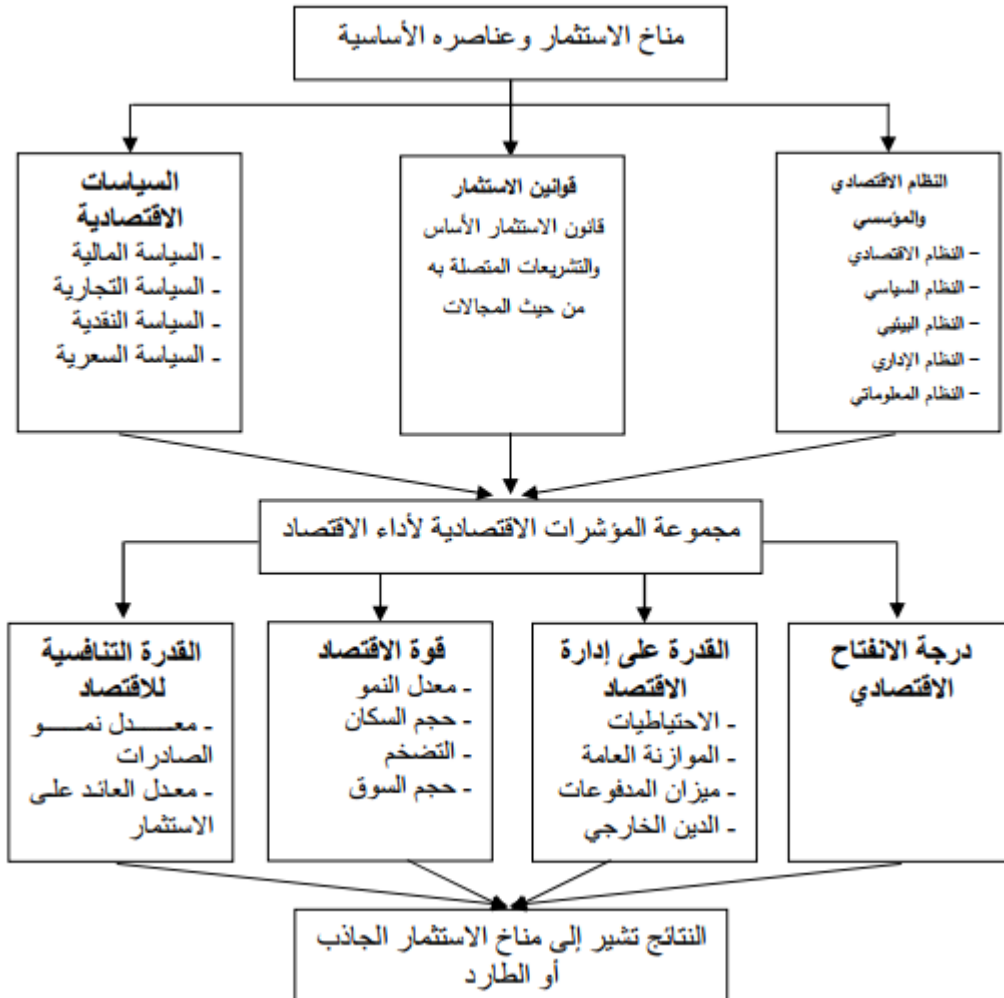 مناخ الاستثمار وعناصره الأساسية
النظام الاقتصادي
والمؤسسي
– النظام الاقتصادي
– النظام السياسي
– النظام البيئيي
– النظام الإداري
– النظام المعلوماتي
قوانين الاستثمار
قانون الاستثمار الأساس
والتشريعات المتصلة به
من حيث المجالات
السياسات
الاقتصادية
- السياسة المالية
- السياسة التجارية
- السياسة النقدية
- السياسة السعرية
مجموعة المؤشرات الاقتصادية لأداء الاقتصاد
درجة الانفتاح
الاقتصادي
القدرة على إدارة
الاقتصاد
- الاحتياطيات
- الموازنة العامة
- ميزان المدفوعات
- الدين الخارجي
قوة الاقتصاد
- معدل النمو
- حجم السكان
- التضخم
- حجم السوق
القدرة التنافسية
للاقتصاد
- معـــــدل نمـــــو
الصادرات
- معدل العائد على
الاستثمار
النتائج تشير إلى مناخ الاستثمار الجاذب
أو الطارد